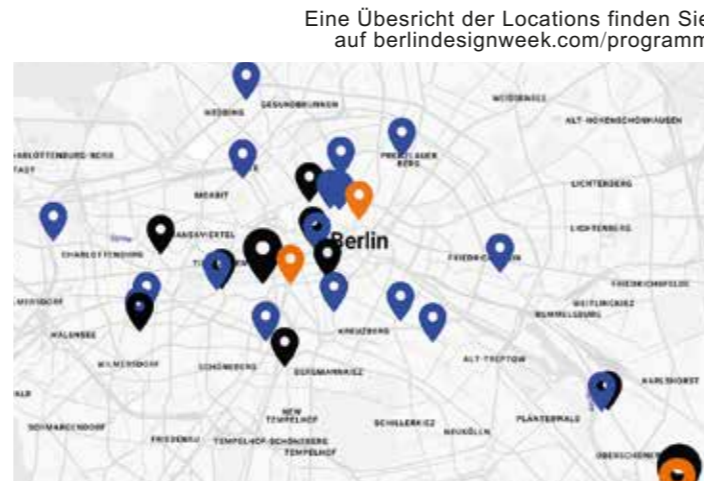 Eine Übesricht der Locations finden Sie
auf berlindesignweek.com/programm
WEDDING
GESUNDBRUNNEN
WEISSENSEE
ALT-HOHENSCHÖNHAUSEN
PRENZLAUER
BERG
MOABIT
LICHTENBERG
LICHTENBERG
Berlin
CHARLOTTENBURG
HALENSEE
KREUZBERG
RUMMELSBURG
WILMERSDORF
SCHÖNEBERG
BERGMANNKIEZ
ALT-TREPTOW
KARLSHORST
NEW
TEMPELHOF
SCHMARGENDORF
SCHILLERKIEZ
PLÄNTERWALD
NEUKÖLLN
FRIEDENAU
TEMPELHOF-SCHÖNEBERG
TEMPELHOF